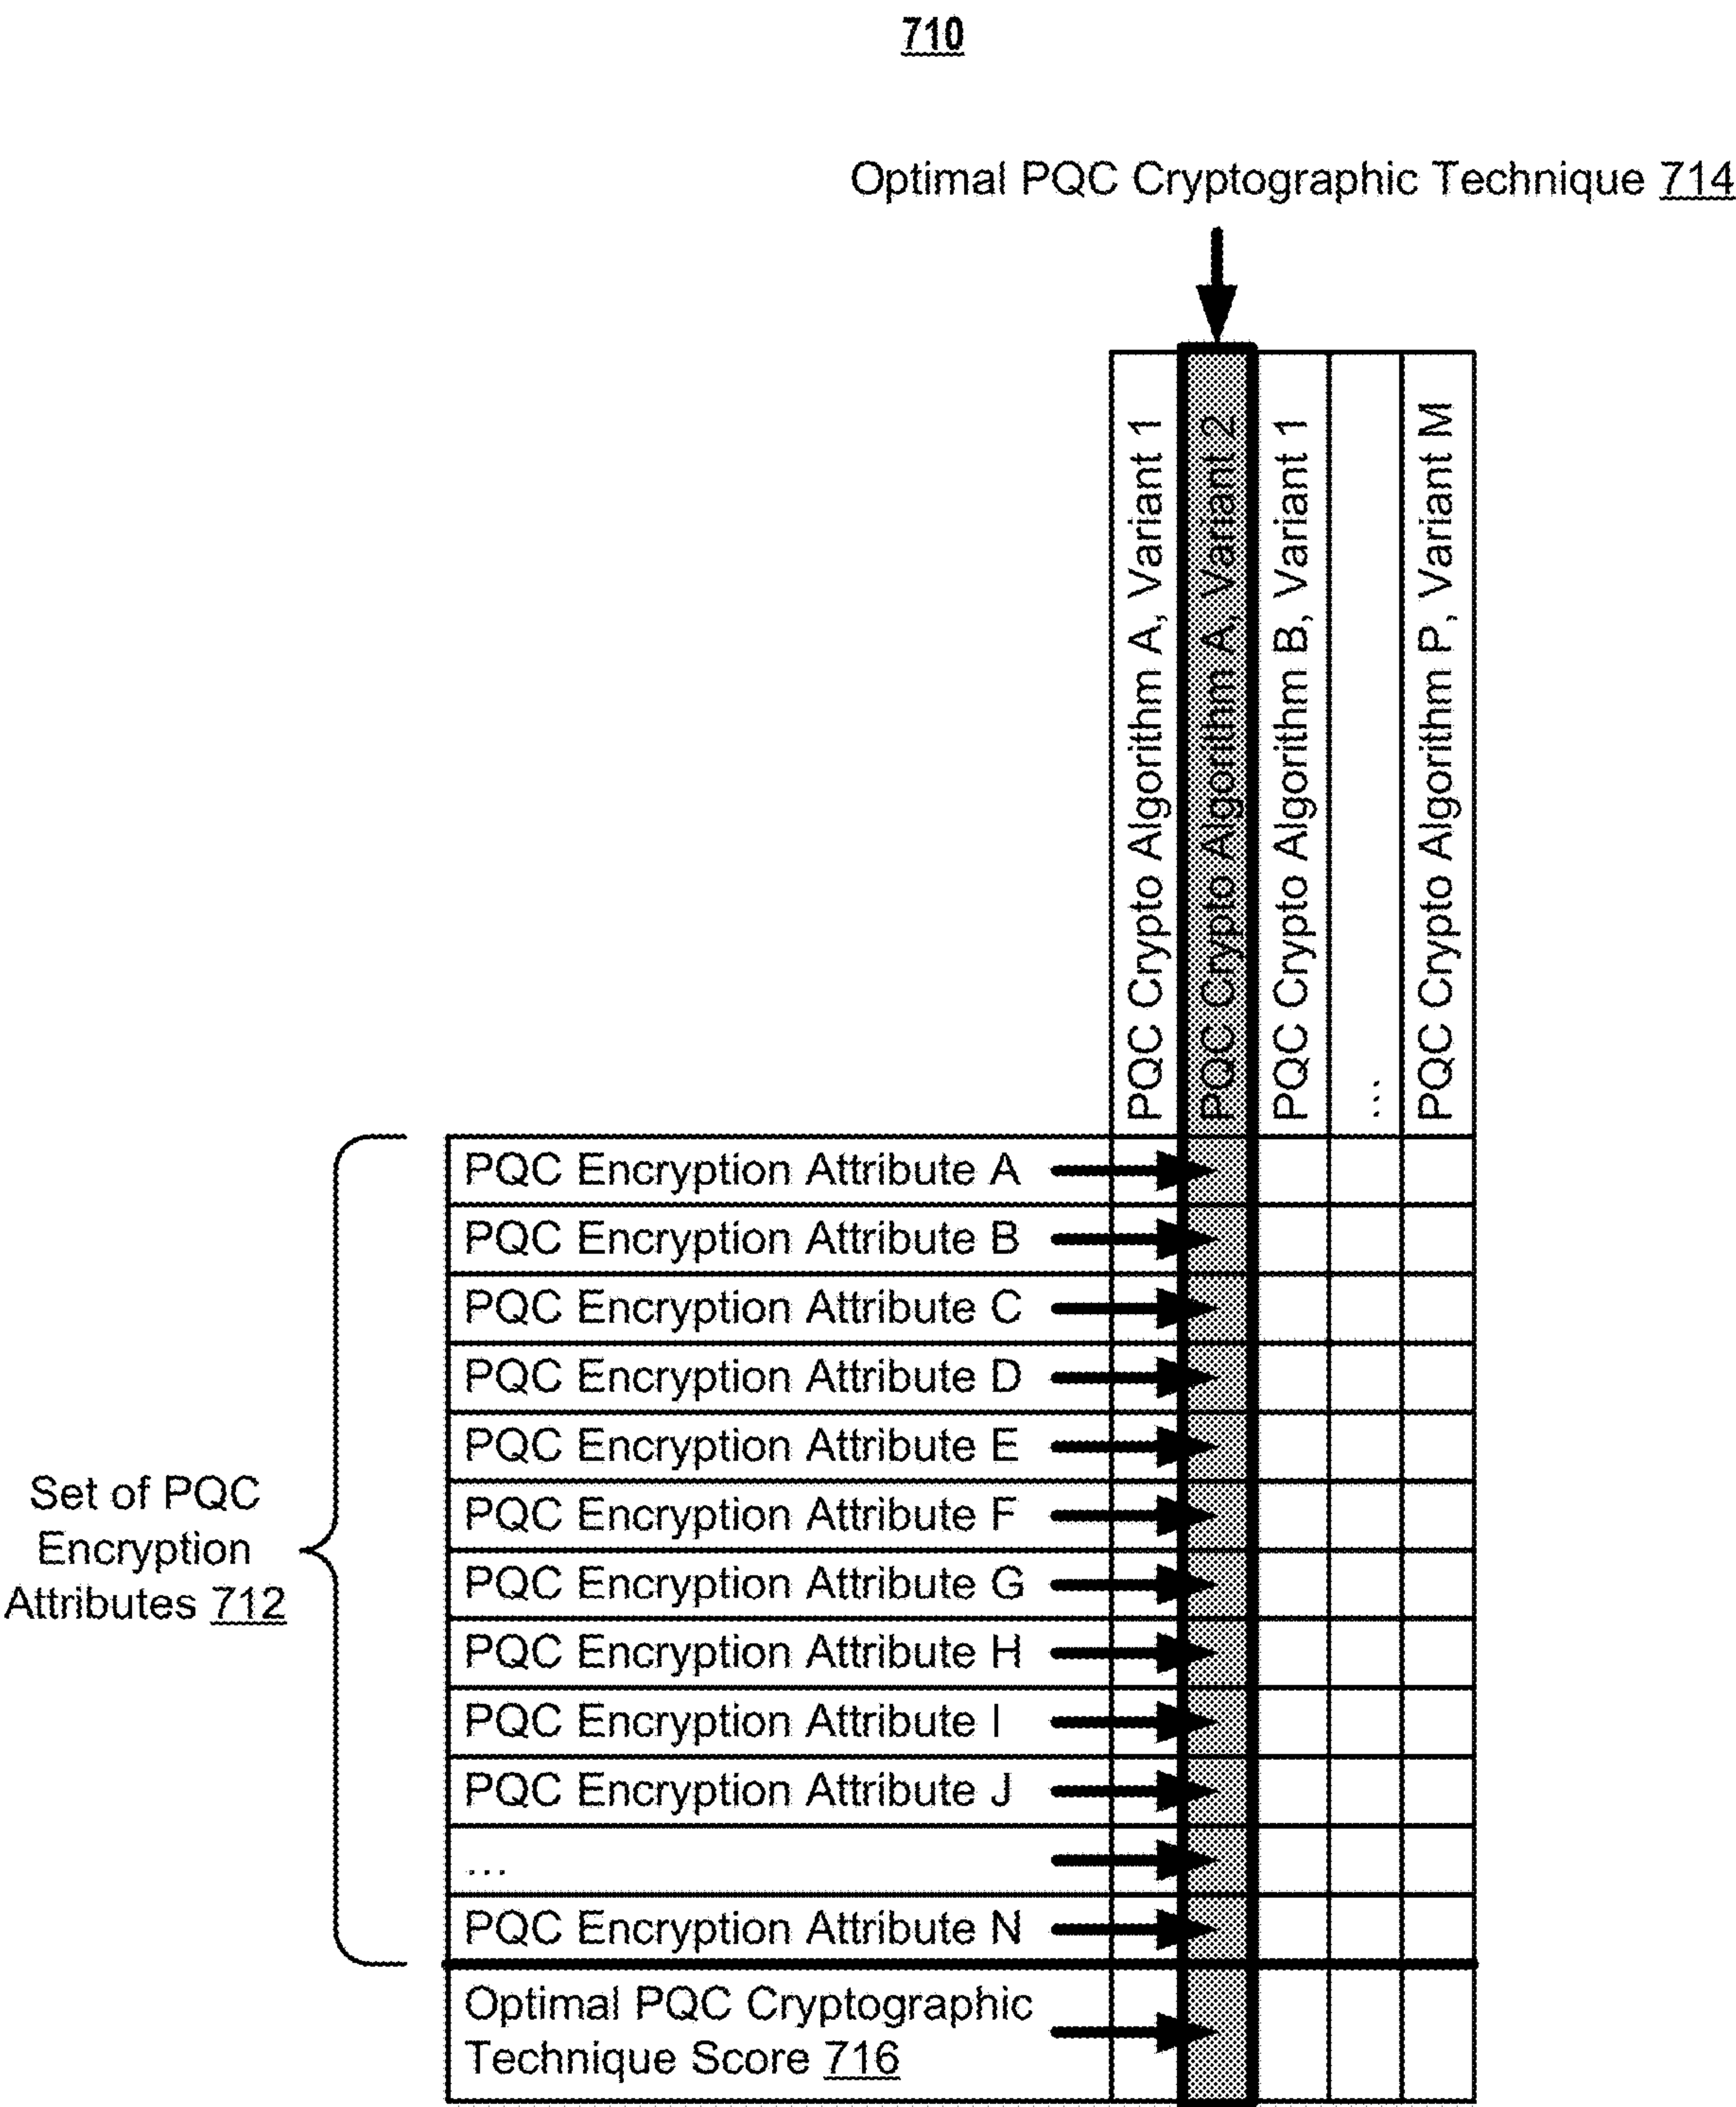 710
Optimal PQC Cryptographic Technique 714
PQC Crypto Algorithm A, Variant 1
PQC Crypto Algorithm A, Variant 2
PQC Crypto Algorithm B, Variant 1
...
PQC Crypto Algorithm P, Variant M
Set of PQC
Encryption
Attributes 712
PQC Encryption Attribute A
PQC Encryption Attribute B
PQC Encryption Attribute C
PQC Encryption Attribute D
PQC Encryption Attribute E
PQC Encryption Attribute F
PQC Encryption Attribute G
PQC Encryption Attribute H
PQC Encryption Attribute I
PQC Encryption Attribute J
...
PQC Encryption Attribute N
Optimal PQC Cryptographic
Technique Score 716